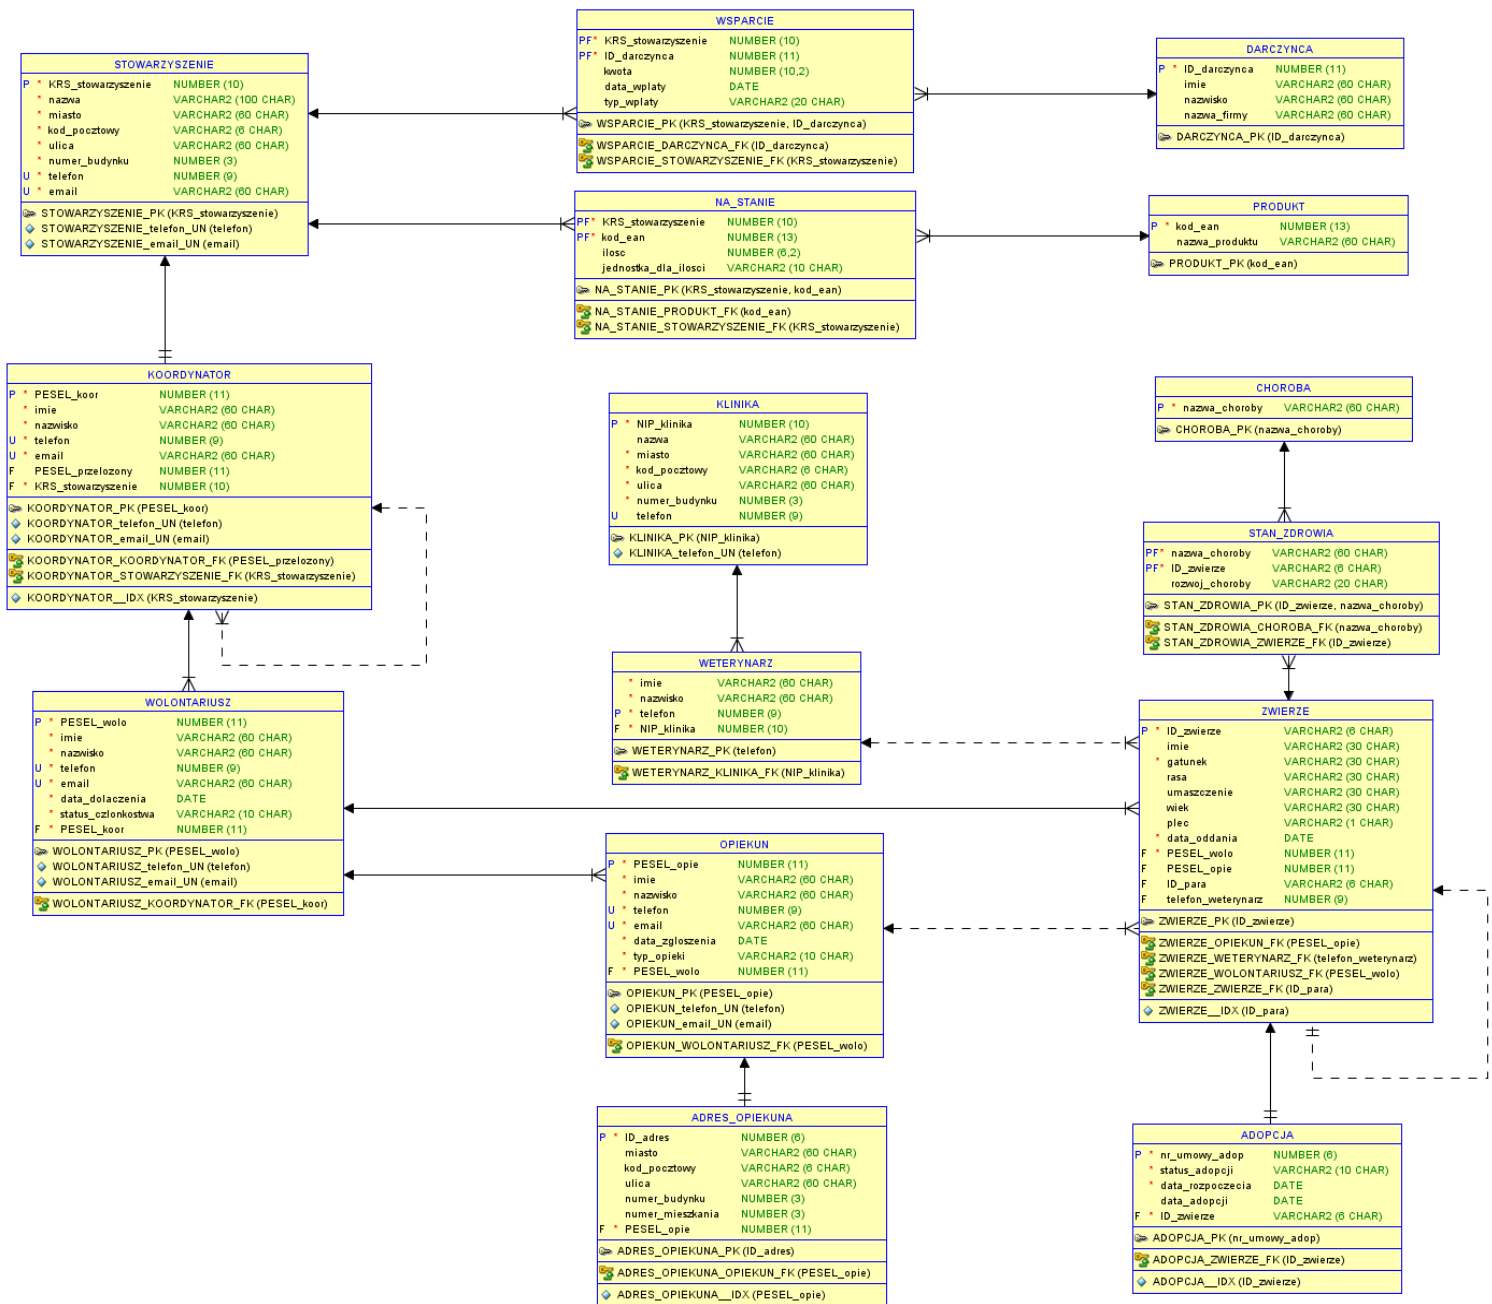 WSPARCIE
PF* KRS_stowarzyszenie NUMBER (10)
PF* ID_darczynca NUMBER (11)
kwota NUMBER (10,2)
data_wplaty DATE
typ_wplaty VARCHAR2 (20 CHAR)
WSPARCIE_PK (KRS_stowarzyszenie, ID_darczynca)
WSPARCIE_DARCZYNCA_FK (ID_darczynca)
WSPARCIE_STOWARZYSZENIE_FK (KRS_stowarzyszenie)
DARCZYNCA
P * ID_darczynca NUMBER (11)
imie VARCHAR2 (60 CHAR)
nazwisko VARCHAR2 (60 CHAR)
nazwa_firmy VARCHAR2 (60 CHAR)
DARCZYNCA_PK (ID_darczynca)
STOWARZYSZENIE
P * KRS_stowarzyszenie NUMBER (10)
* nazwa VARCHAR2 (100 CHAR)
* miasto VARCHAR2 (60 CHAR)
* kod_pocztowy VARCHAR2 (6 CHAR)
* ulica VARCHAR2 (60 CHAR)
* numer_budynku NUMBER (3)
U * telefon NUMBER (9)
U * email VARCHAR2 (60 CHAR)
STOWARZYSZENIE_PK (KRS_stowarzyszenie)
STOWARZYSZENIE_telefon_UN (telefon)
STOWARZYSZENIE_email_UN (email)
NA_STANIE
PF* KRS_stowarzyszenie NUMBER (10)
PF* kod_ean NUMBER (13)
ilosc NUMBER (6,2)
jednostka_dla_ilosci VARCHAR2 (10 CHAR)
NA_STANIE_PK (KRS_stowarzyszenie, kod_ean)
NA_STANIE_PRODUKT_FK (kod_ean)
NA_STANIE_STOWARZYSZENIE_FK (KRS_stowarzyszenie)
PRODUKT
P * kod_ean NUMBER (13)
nazwa_produktu VARCHAR2 (60 CHAR)
PRODUKT_PK (kod_ean)
KOORDYNATOR
P * PESEL_koor NUMBER (11)
* imie VARCHAR2 (60 CHAR)
* nazwisko VARCHAR2 (60 CHAR)
U * telefon NUMBER (9)
U * email VARCHAR2 (60 CHAR)
F PESEL_przelozony NUMBER (11)
F * KRS_stowarzyszenie NUMBER (10)
KOORDYNATOR_PK (PESEL_koor)
KOORDYNATOR_telefon_UN (telefon)
KOORDYNATOR_email_UN (email)
KOORDYNATOR_KOORDYNATOR_FK (PESEL_przelozony)
KOORDYNATOR_STOWARZYSZENIE_FK (KRS_stowarzyszenie)
KOORDYNATOR__IDX (KRS_stowarzyszenie)
KLINIKA
P * NIP_klinika NUMBER (10)
nazwa VARCHAR2 (60 CHAR)
* miasto VARCHAR2 (60 CHAR)
* kod_pocztowy VARCHAR2 (6 CHAR)
* ulica VARCHAR2 (60 CHAR)
* numer_budynku NUMBER (3)
U telefon NUMBER (9)
KLINIKA_PK (NIP_klinika)
KLINIKA_telefon_UN (telefon)
CHOROBA
P * nazwa_choroby VARCHAR2 (60 CHAR)
CHOROBA_PK (nazwa_choroby)
STAN_ZDROWIA
PF* nazwa_choroby VARCHAR2 (60 CHAR)
PF* ID_zwierze VARCHAR2 (6 CHAR)
rozwoj_choroby VARCHAR2 (20 CHAR)
STAN_ZDROWIA_PK (ID_zwierze, nazwa_choroby)
STAN_ZDROWIA_CHOROBA_FK (nazwa_choroby)
STAN_ZDROWIA_ZWIERZE_FK (ID_zwierze)
WETERYNARZ
* imie VARCHAR2 (60 CHAR)
* nazwisko VARCHAR2 (60 CHAR)
P * telefon NUMBER (9)
F * NIP_klinika NUMBER (10)
WETERYNARZ_PK (telefon)
WETERYNARZ_KLINIKA_FK (NIP_klinika)
WOLONTARIUSZ
P * PESEL_wolo NUMBER (11)
* imie VARCHAR2 (60 CHAR)
* nazwisko VARCHAR2 (60 CHAR)
U * telefon NUMBER (9)
U * email VARCHAR2 (60 CHAR)
* data_dolaczenia DATE
* status_czlonkostwa VARCHAR2 (10 CHAR)
F * PESEL_koor NUMBER (11)
WOLONTARIUSZ_PK (PESEL_wolo)
WOLONTARIUSZ_telefon_UN (telefon)
WOLONTARIUSZ_email_UN (email)
WOLONTARIUSZ_KOORDYNATOR_FK (PESEL_koor)
ZWIERZE
P * ID_zwierze VARCHAR2 (6 CHAR)
imie VARCHAR2 (30 CHAR)
* gatunek VARCHAR2 (30 CHAR)
rasa VARCHAR2 (30 CHAR)
umaszczenie VARCHAR2 (30 CHAR)
wiek VARCHAR2 (30 CHAR)
plec VARCHAR2 (1 CHAR)
* data_oddania DATE
F * PESEL_wolo NUMBER (11)
F PESEL_opie NUMBER (11)
F ID_para VARCHAR2 (6 CHAR)
F telefon_weterynarz NUMBER (9)
ZWIERZE_PK (ID_zwierze)
ZWIERZE_OPIEKUN_FK (PESEL_opie)
ZWIERZE_WETERYNARZ_FK (telefon_weterynarz)
ZWIERZE_WOLONTARIUSZ_FK (PESEL_wolo)
ZWIERZE_ZWIERZE_FK (ID_para)
ZWIERZE__IDX (ID_para)
OPIEKUN
P * PESEL_opie NUMBER (11)
* imie VARCHAR2 (60 CHAR)
* nazwisko VARCHAR2 (60 CHAR)
U * telefon NUMBER (9)
U * email VARCHAR2 (60 CHAR)
* data_zgloszenia DATE
* typ_opieki VARCHAR2 (10 CHAR)
F * PESEL_wolo NUMBER (11)
OPIEKUN_PK (PESEL_opie)
OPIEKUN_telefon_UN (telefon)
OPIEKUN_email_UN (email)
OPIEKUN_WOLONTARIUSZ_FK (PESEL_wolo)
ADRES_OPIEKUNA
P * ID_adres NUMBER (6)
miasto VARCHAR2 (60 CHAR)
kod_pocztowy VARCHAR2 (6 CHAR)
ulica VARCHAR2 (60 CHAR)
numer_budynku NUMBER (3)
numer_mieszkania NUMBER (3)
F * PESEL_opie NUMBER (11)
ADRES_OPIEKUNA_PK (ID_adres)
ADRES_OPIEKUNA_OPIEKUN_FK (PESEL_opie)
ADRES_OPIEKUNA__IDX (PESEL_opie)
ADOPCJA
P * nr_umowy_adop NUMBER (6)
* status_adopcji VARCHAR2 (10 CHAR)
* data_rozpoczecia DATE
data_adopcji DATE
F * ID_zwierze VARCHAR2 (6 CHAR)
ADOPCJA_PK (nr_umowy_adop)
ADOPCJA_ZWIERZE_FK (ID_zwierze)
ADOPCJA__IDX (ID_zwierze)